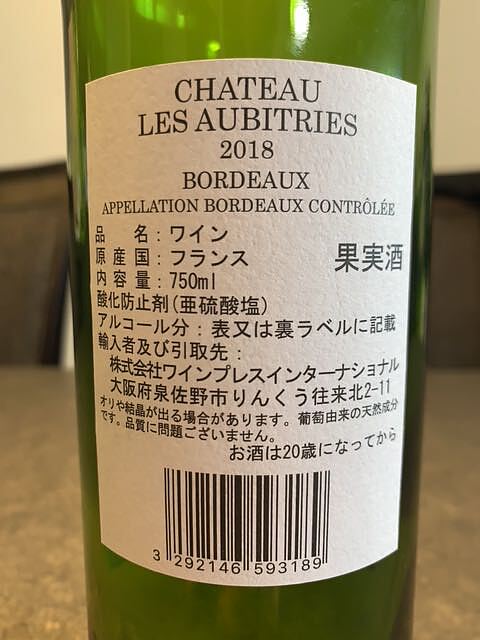 CHATEAU
LES AUBITRIES
2018
BORDEAUX
APPELLATION BORDEAUX CONTRÔLÉE
品　　名：ワイン
原 産 国：フランス
果実酒
内 容 量：750ml
酸化防止剤(亜硫酸塩)
アルコール分：表又は裏ラベルに記載
輸入者及び引取先：
株式会社ワインプレスインターナショナル
大阪府泉佐野市りんくう往来北2-11
オリや結晶が出る場合があります。葡萄由来の天然成分
です。品質に問題ございません。
お酒は20歳になってから
3 292146 593189